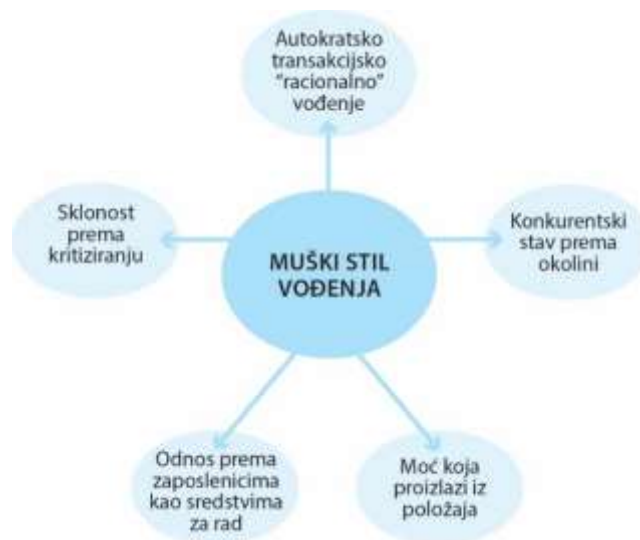 Autokratsko
transakcijsko
"racionalno"
vođenje
Sklonost
prema
kritiziranju
MUŠKI STIL
VOĐENJA
Konkurentski
stav prema
okolini
Odnos prema
zaposlenicima
kao sredstvima
za rad
Moć koja
proizlazi iz
položaja